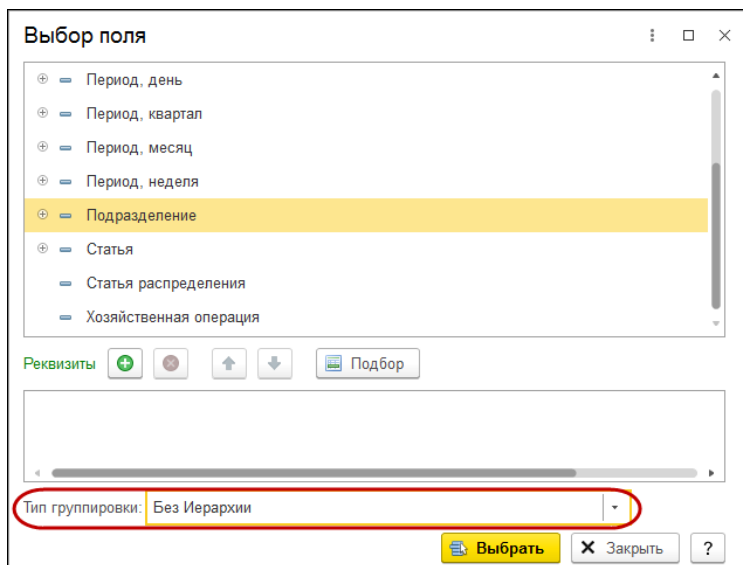 Выбор поля
Период, день
Период, квартал
Период, месяц
Период, неделя
Подразделение
Статья
Статья распределения
Хозяйственная операция
Реквизиты Подбор
Тип группировки: Без Иерархии
Выбрать Закрыть ?